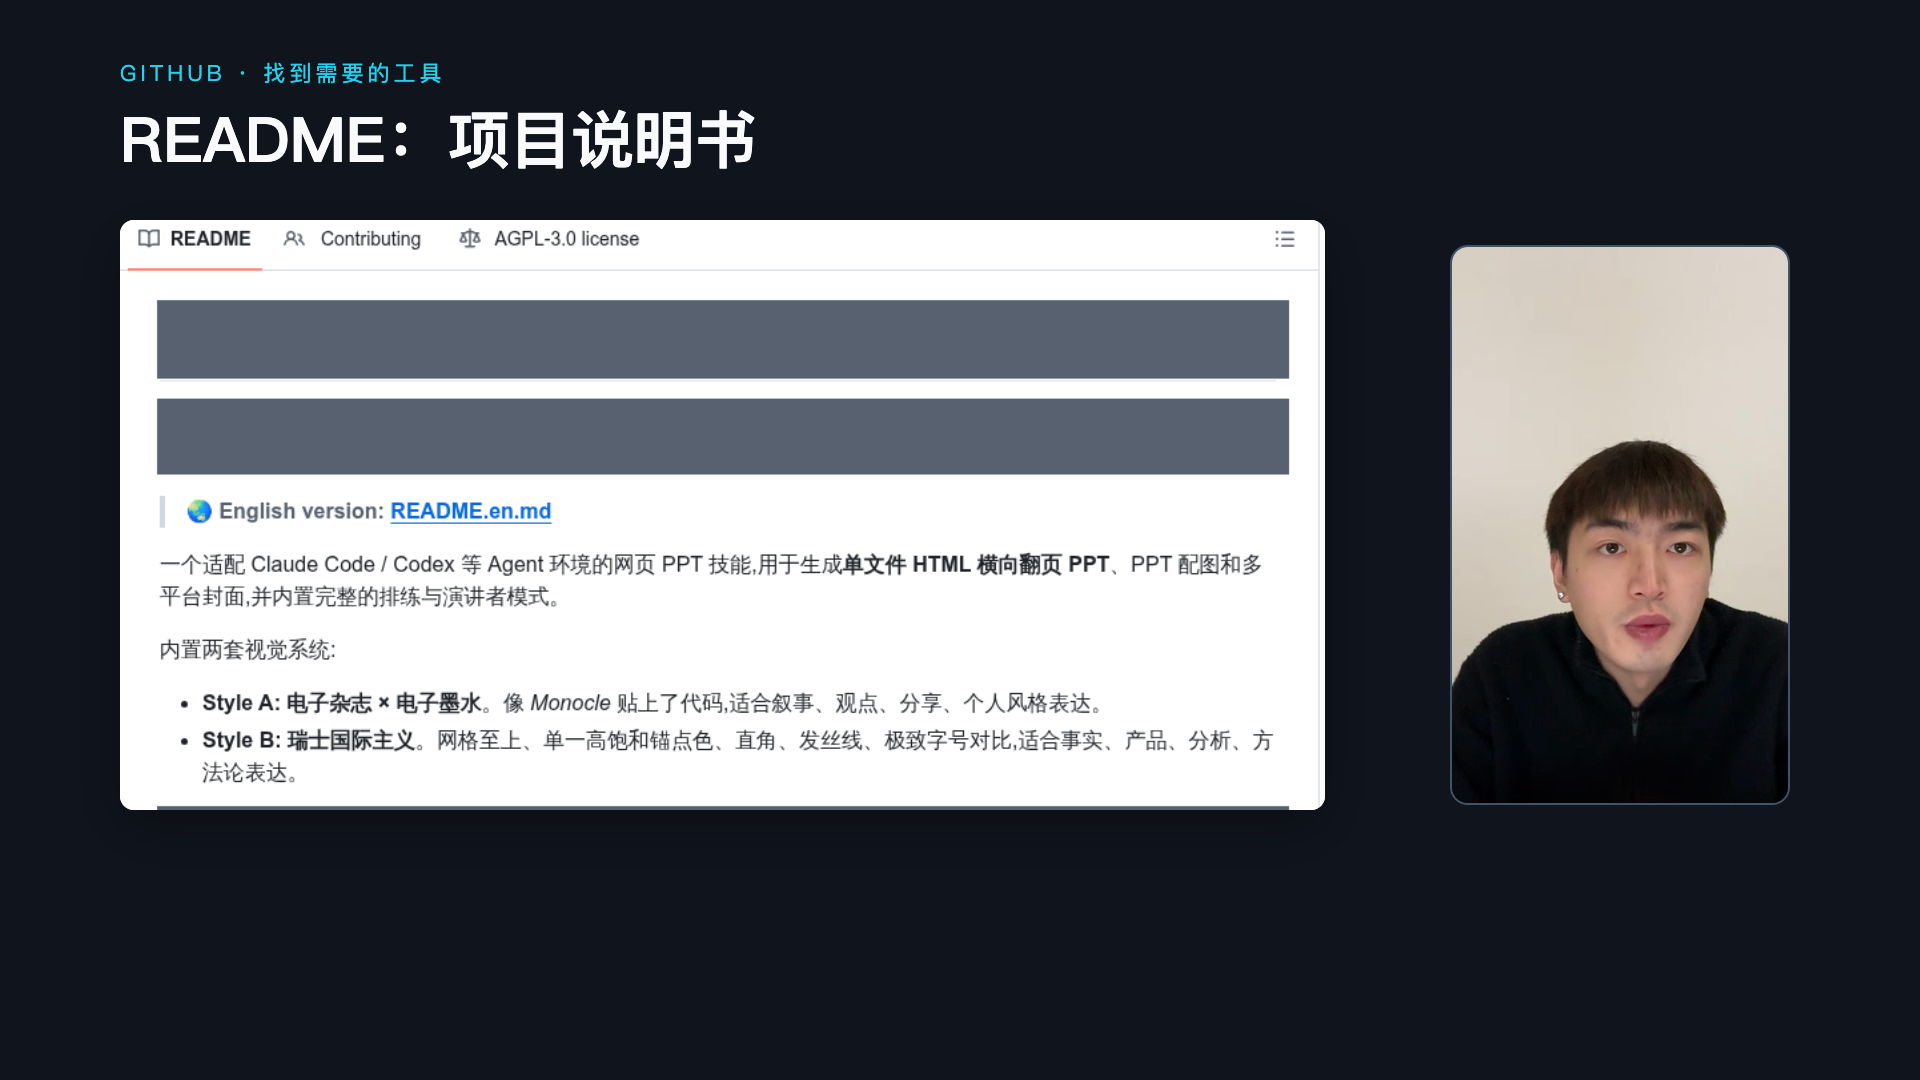 GITHUB · 找到需要的工具
README：项目说明书
README Contributing AGPL-3.0 license
🌏 English version: README.en.md
一个适配 Claude Code / Codex 等 Agent 环境的网页 PPT 技能,用于生成单文件 HTML 横向翻页 PPT、PPT 配图和多
平台封面,并内置完整的排练与演讲者模式。
内置两套视觉系统:
• Style A: 电子杂志 × 电子墨水。像 Monocle 贴上了代码,适合叙事、观点、分享、个人风格表达。
• Style B: 瑞士国际主义。网格至上、单一高饱和锚点色、直角、发丝线、极致字号对比,适合事实、产品、分析、方
法论表达。